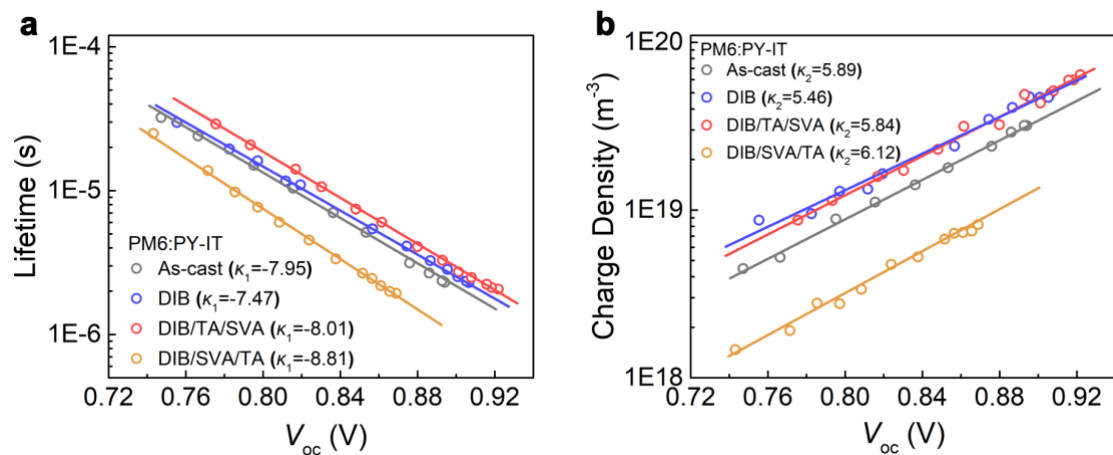 a
1E-4
1E-5
1E-6
Lifetime (s)
PM6:PY-IT
As-cast (κ1=-7.95)
DIB (κ1=-7.47)
DIB/TA/SVA (κ1=-8.01)
DIB/SVA/TA (κ1=-8.81)
0.72 0.76 0.80 0.84 0.88 0.92
Voc (V)
b
1E20
1E19
1E18
Charge Density (m-3)
PM6:PY-IT
As-cast (κ2=5.89)
DIB (κ2=5.46)
DIB/TA/SVA (κ2=5.84)
DIB/SVA/TA (κ2=6.12)
0.72 0.76 0.80 0.84 0.88 0.92
Voc (V)